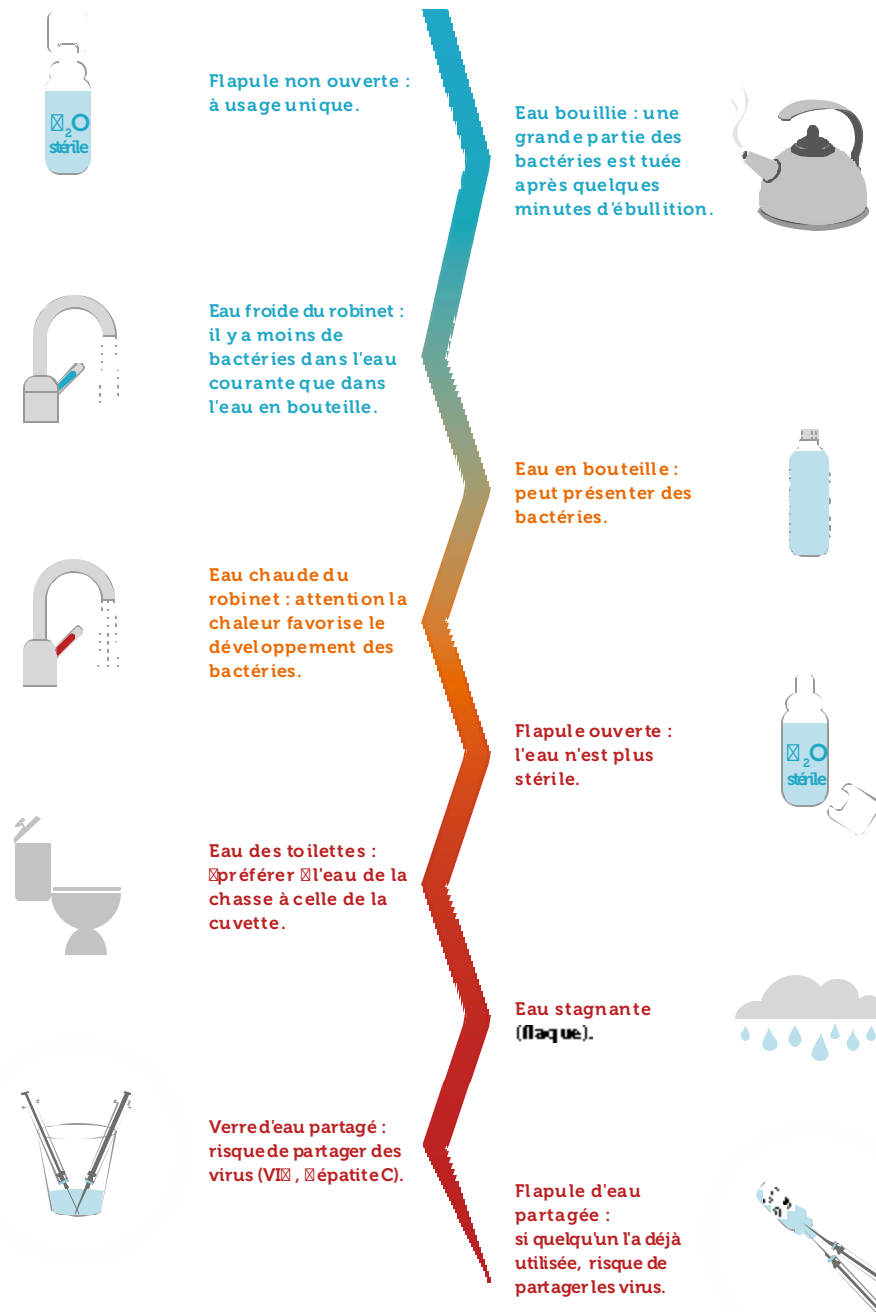 Flapule non ouverte :
à usage unique.
₂O
stérile
Eau bouillie : une
grande partie des
bactéries est tuée
après quelques
minutes d'ébullition.
Eau froide du robinet :
il y a moins de
bactéries dans l'eau
courante que dans
l'eau en bouteille.
Eau en bouteille :
peut présenter des
bactéries.
Eau chaude du
robinet : attention la
chaleur favorise le
développement des
bactéries.
Flapule ouverte :
l'eau n'est plus
stérile.
₂O
stérile
Eau des toilettes :
préférer l'eau de la
chasse à celle de la
cuvette.
Eau stagnante
(flaque).
Verre d'eau partagé :
risque de partager des
virus (VI , épatite C).
Flapule d'eau
partagée :
si quelqu'un l'a déjà
utilisée, risque de
partager les virus.